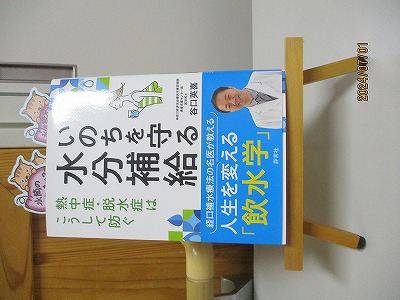 いのちを守る
水分補給
熱中症・脱水症は
こうして防ぐ
谷口英喜
経口補水療法の名医が教える
人生を変える
「飲水学」
評言社
2024/07/01